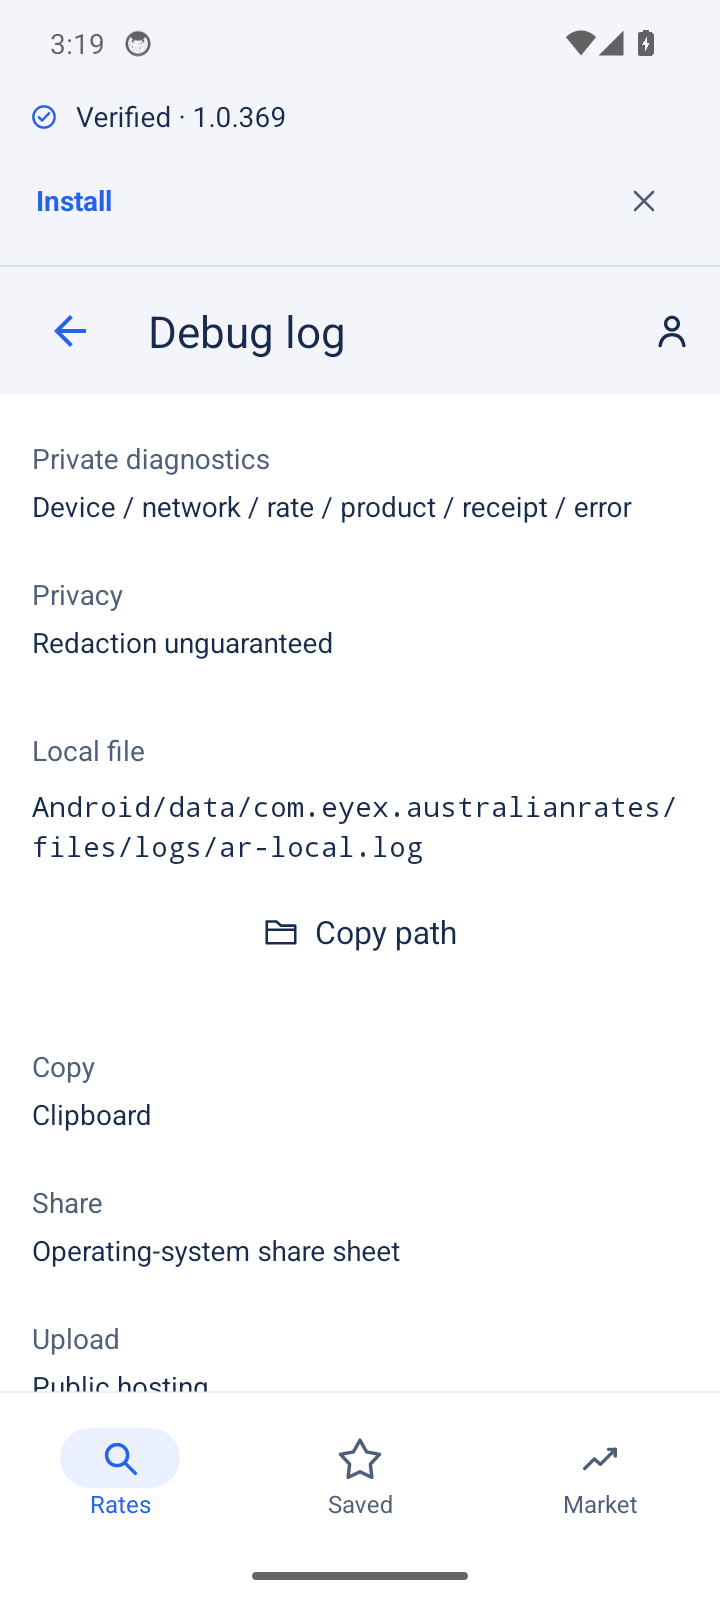 3:19
Verified · 1.0.369
Install
Debug log
Private diagnostics
Device / network / rate / product / receipt / error
Privacy
Redaction unguaranteed
Local file
Android/data/com.eyex.australianrates/
files/logs/ar-local.log
Copy path
Copy
Clipboard
Share
Operating-system share sheet
Upload
Public hosting
Rates
Saved
Market